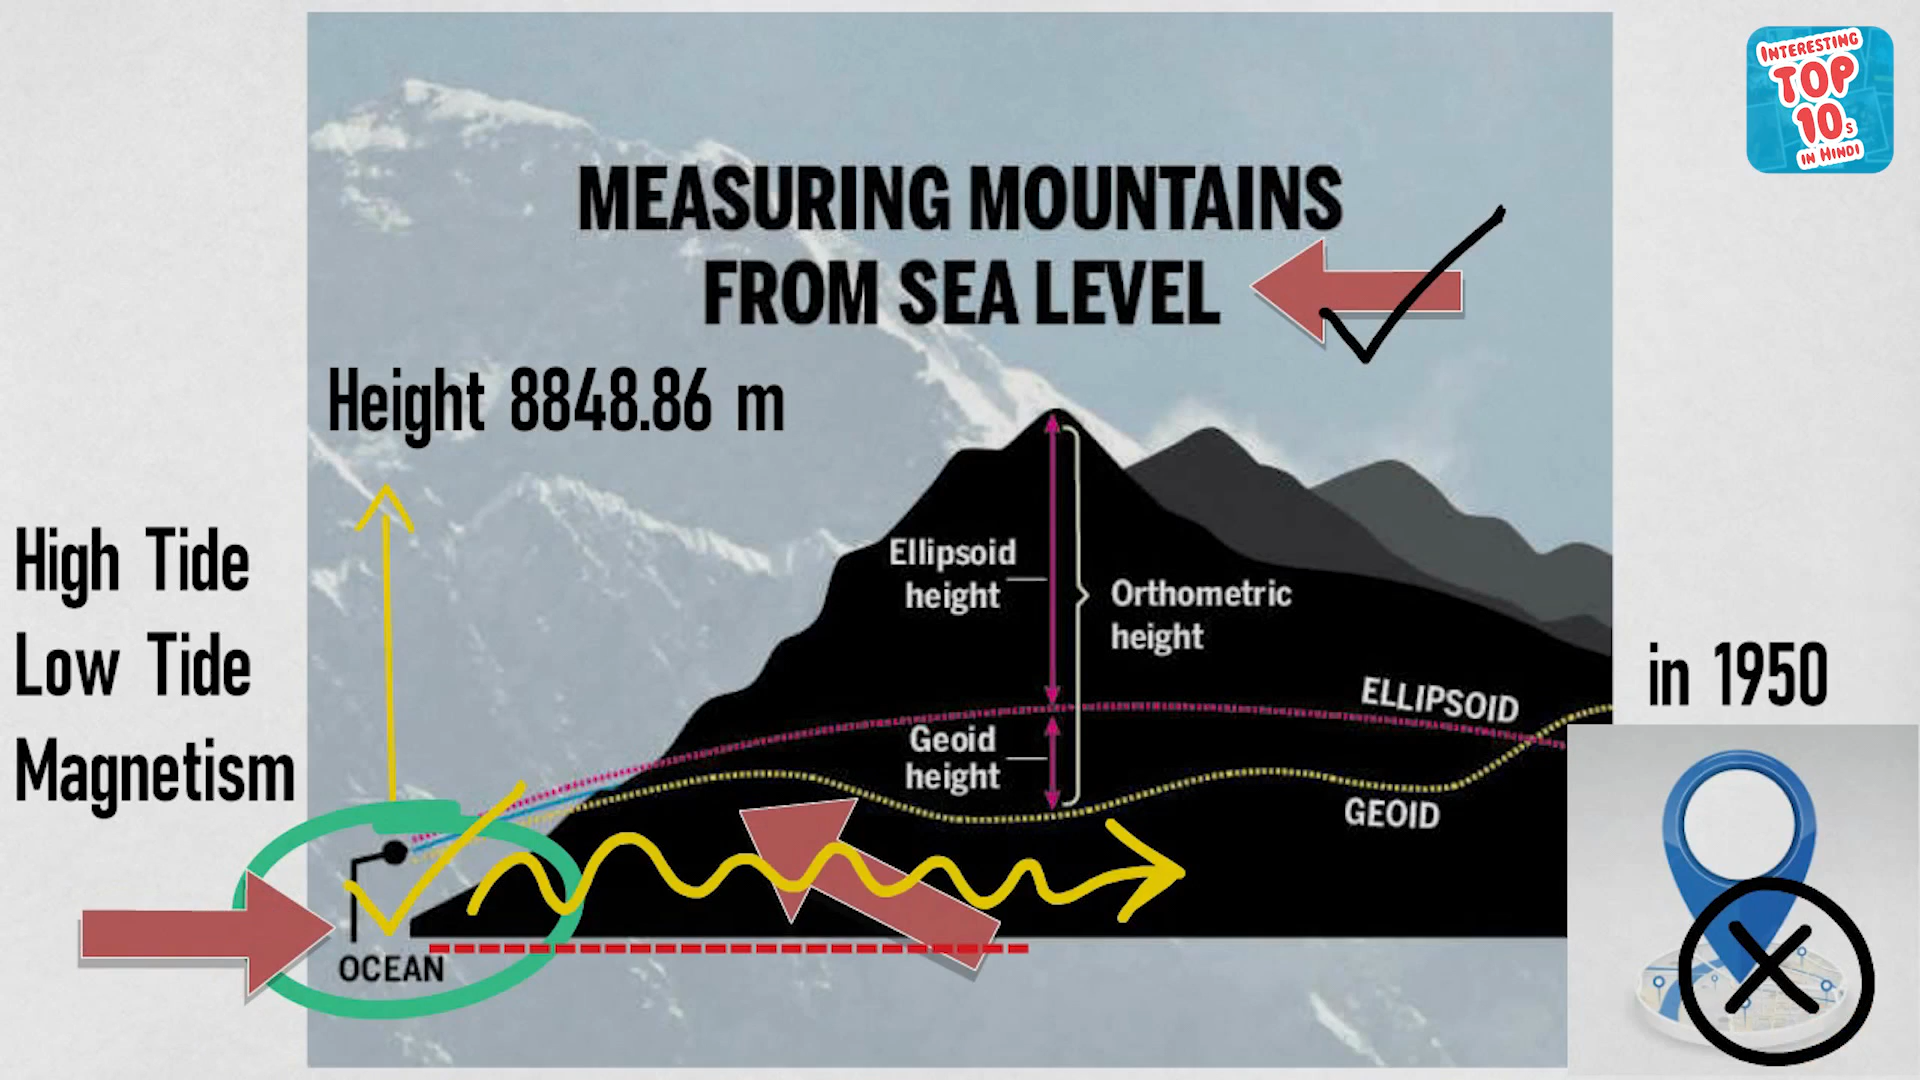 INTERESTING
TOP
10s
IN HINDI
MEASURING MOUNTAINS
FROM SEA LEVEL
Height 8848.86 m
High Tide
Low Tide
Magnetism
Ellipsoid
height
Orthometric
height
ELLIPSOID
Geoid
height
GEOID
OCEAN
in 1950